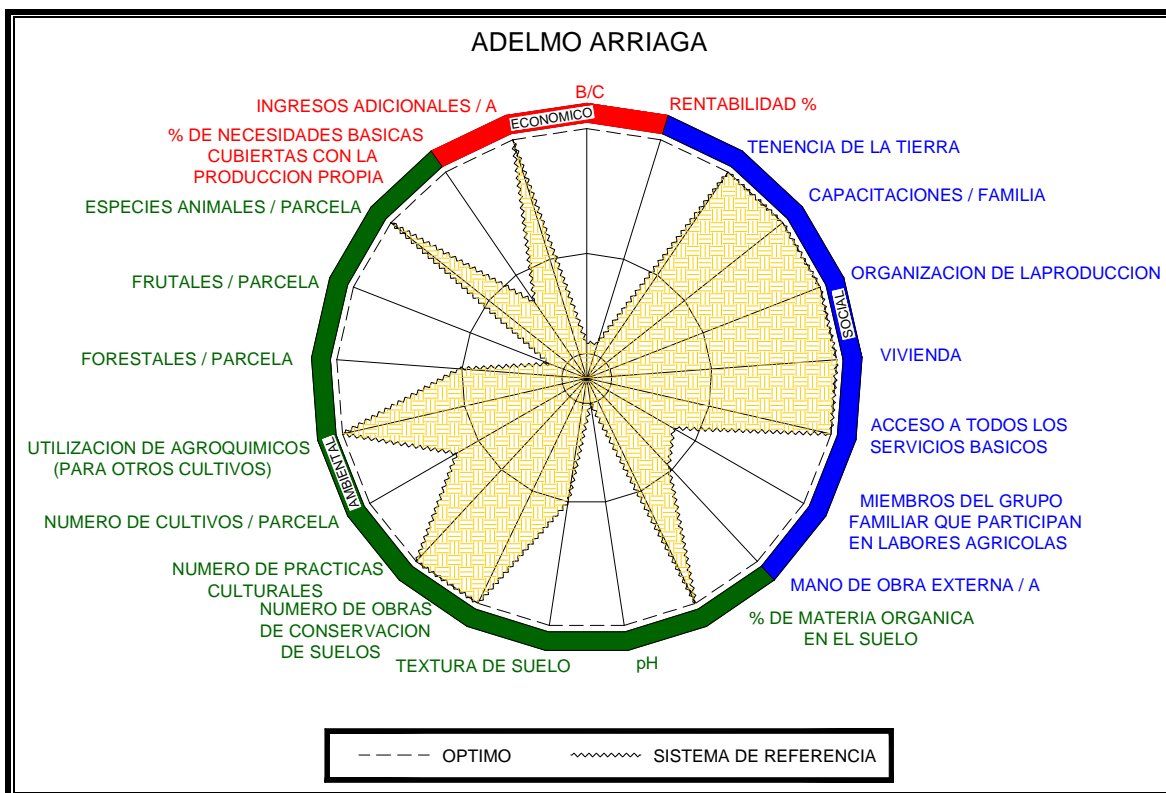 ADELMO ARRIAGA
B/C
INGRESOS ADICIONALES / A
ECONOMICO
RENTABILIDAD %
% DE NECESIDADES BASICAS
CUBIERTAS CON LA
PRODUCCION PROPIA
TENENCIA DE LA TIERRA
ESPECIES ANIMALES / PARCELA
CAPACITACIONES / FAMILIA
FRUTALES / PARCELA
ORGANIZACION DE LAPRODUCCION
SOCIAL
FORESTALES / PARCELA
VIVIENDA
UTILIZACION DE AGROQUIMICOS
(PARA OTROS CULTIVOS)
ACCESO A TODOS LOS
SERVICIOS BASICOS
AMBIENTAL
NUMERO DE CULTIVOS / PARCELA
MIEMBROS DEL GRUPO
FAMILIAR QUE PARTICIPAN
EN LABORES AGRICOLAS
NUMERO DE PRACTICAS
CULTURALES
MANO DE OBRA EXTERNA / A
NUMERO DE OBRAS
DE CONSERVACION
DE SUELOS
% DE MATERIA ORGANICA
EN EL SUELO
TEXTURA DE SUELO
pH
OPTIMO
SISTEMA DE REFERENCIA